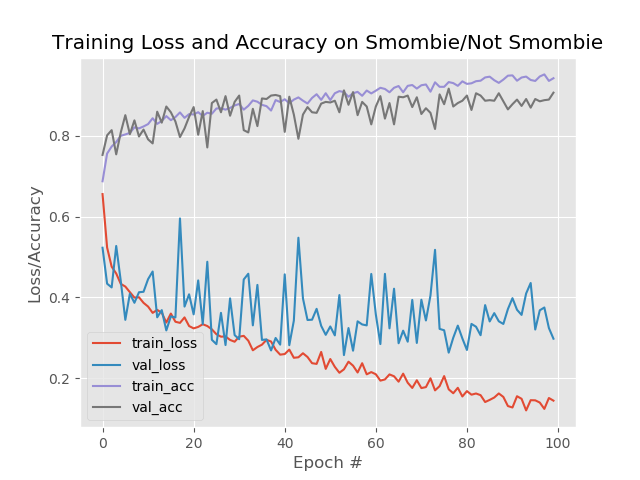 Training Loss and Accuracy on Smombie/Not Smombie
Loss/Accuracy
0.8
0.6
0.4
0.2
train_loss
val_loss
train_acc
val_acc
0
20
40
60
80
100
Epoch #